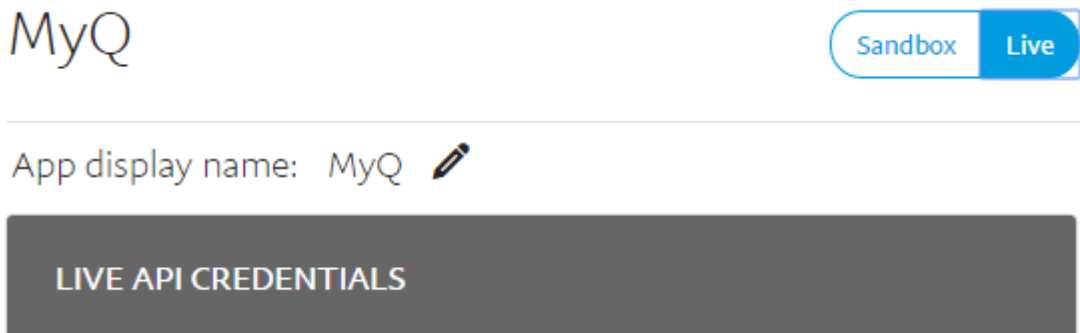 MyQ
Sandbox Live
App display name: MyQ
LIVE API CREDENTIALS